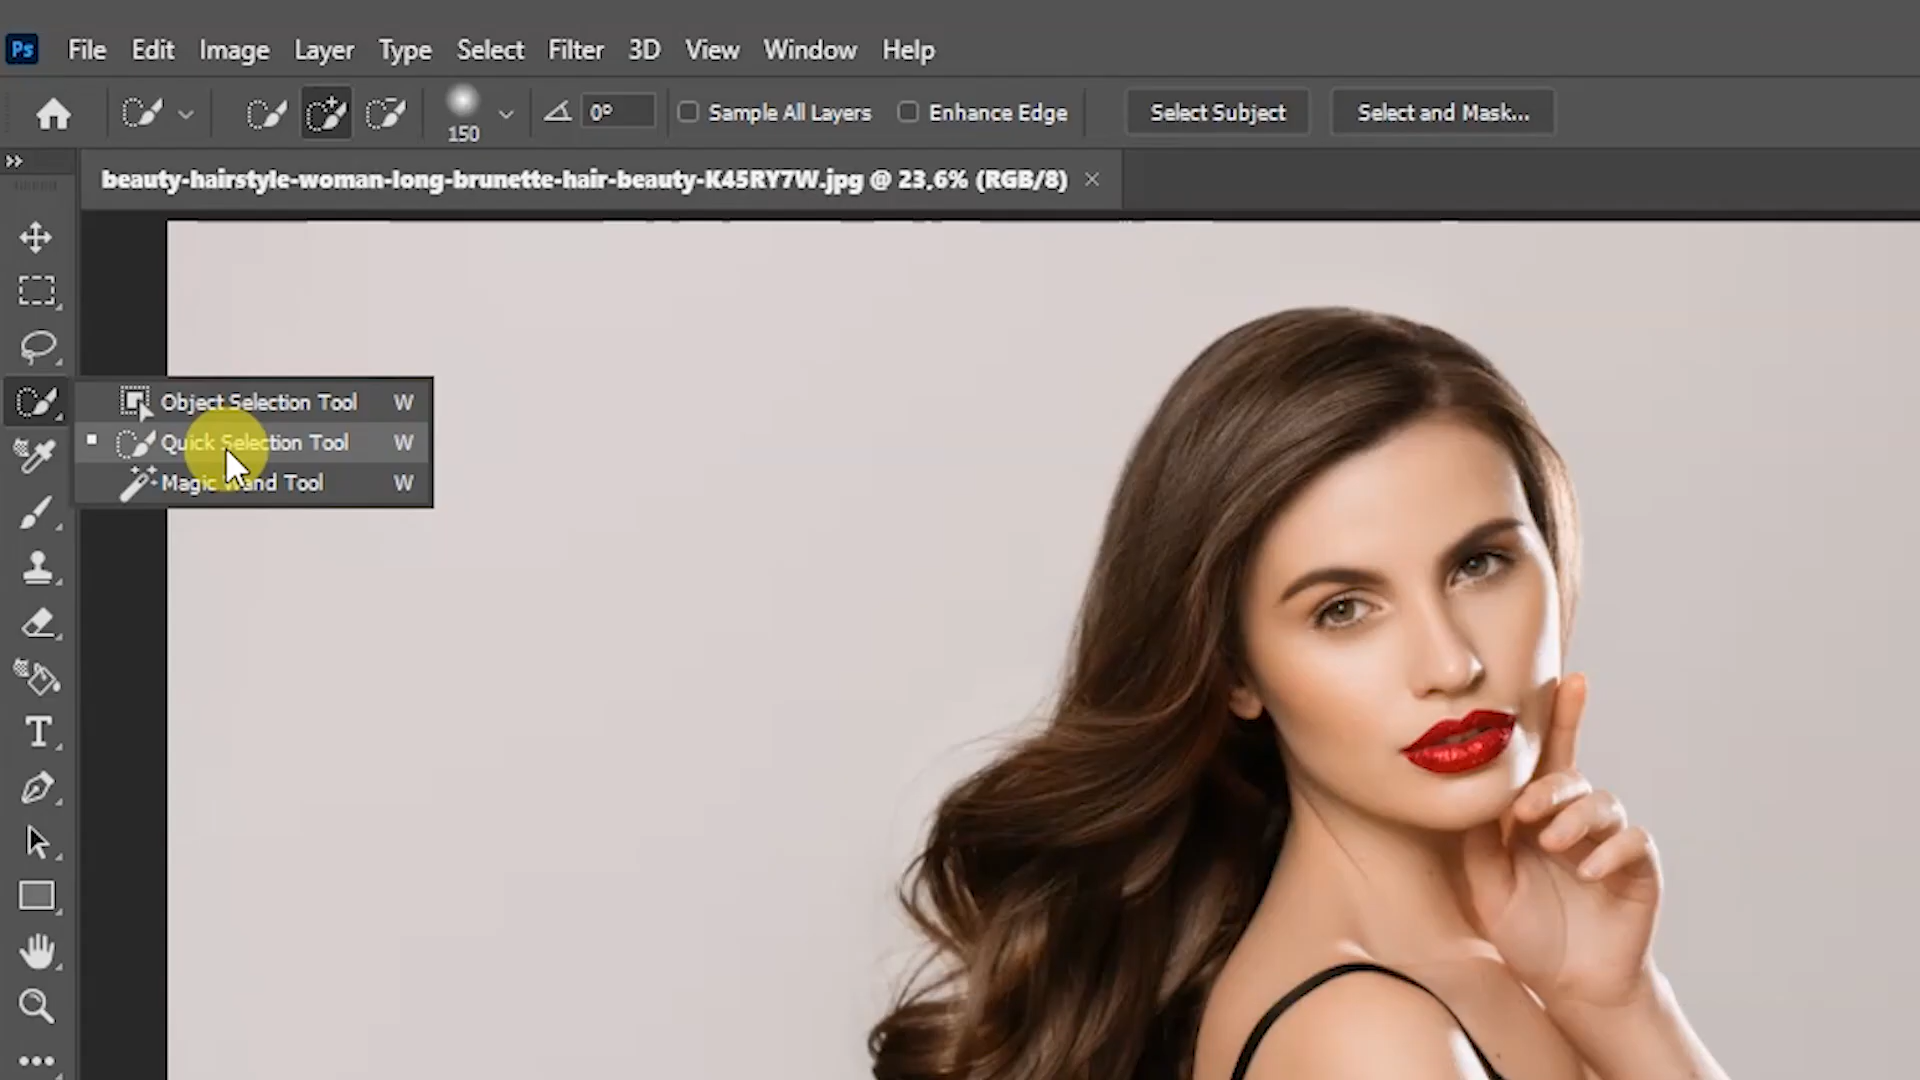 Ps File Edit Image Layer Type Select Filter 3D View Window Help
150 0° Sample All Layers Enhance Edge Select Subject Select and Mask...
beauty-hairstyle-woman-long-brunette-hair-beauty-K45RY7W.jpg @ 23,6% (RGB/8) ×
Object Selection Tool W
Quick Selection Tool W
Magic Wand Tool W
T